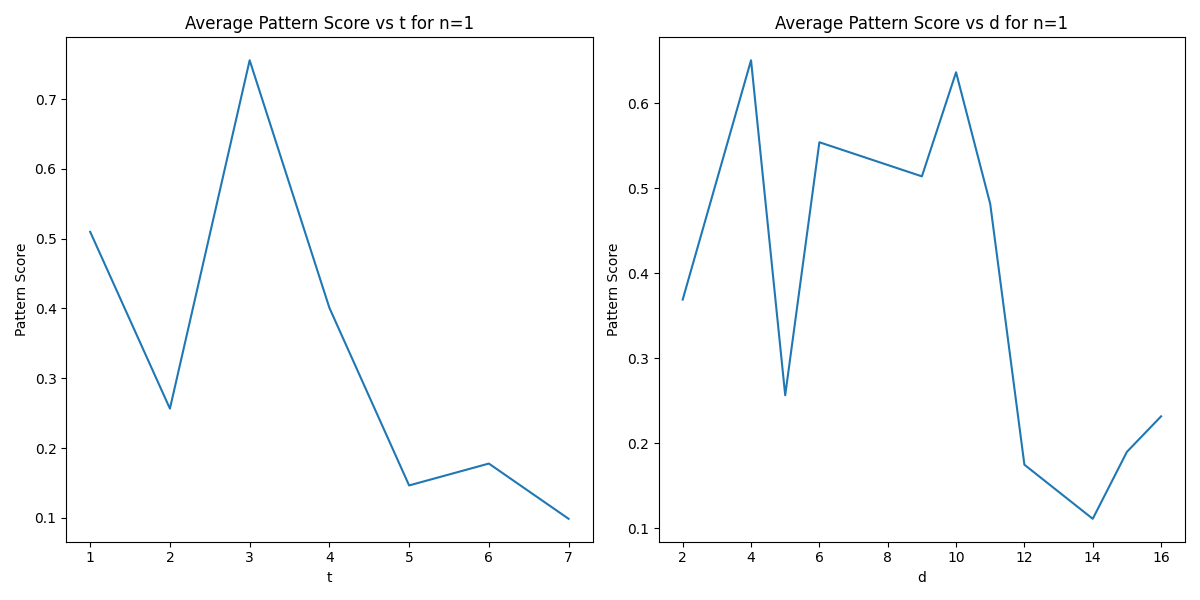 Average Pattern Score vs t for n=1
Pattern Score
0.7
0.6
0.5
0.4
0.3
0.2
0.1
1 2 3 4 5 6 7
t
Average Pattern Score vs d for n=1
Pattern Score
0.6
0.5
0.4
0.3
0.2
0.1
2 4 6 8 10 12 14 16
d